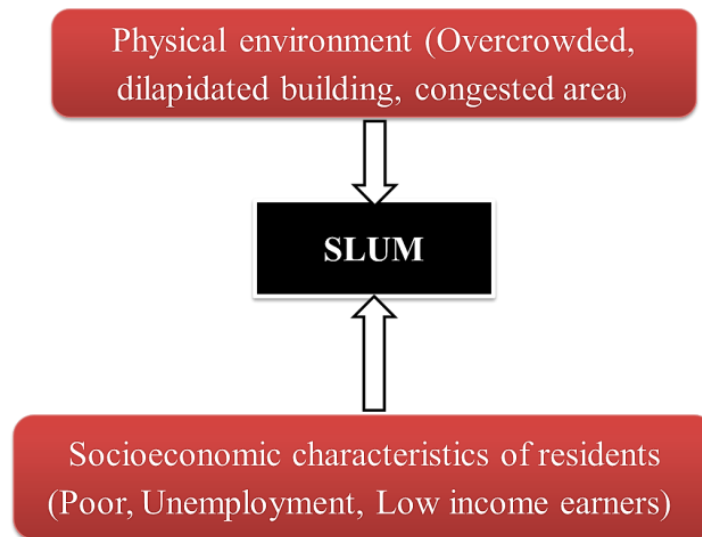 Physical environment (Overcrowded,
dilapidated building, congested area)
SLUM
Socioeconomic characteristics of residents
(Poor, Unemployment, Low income earners)